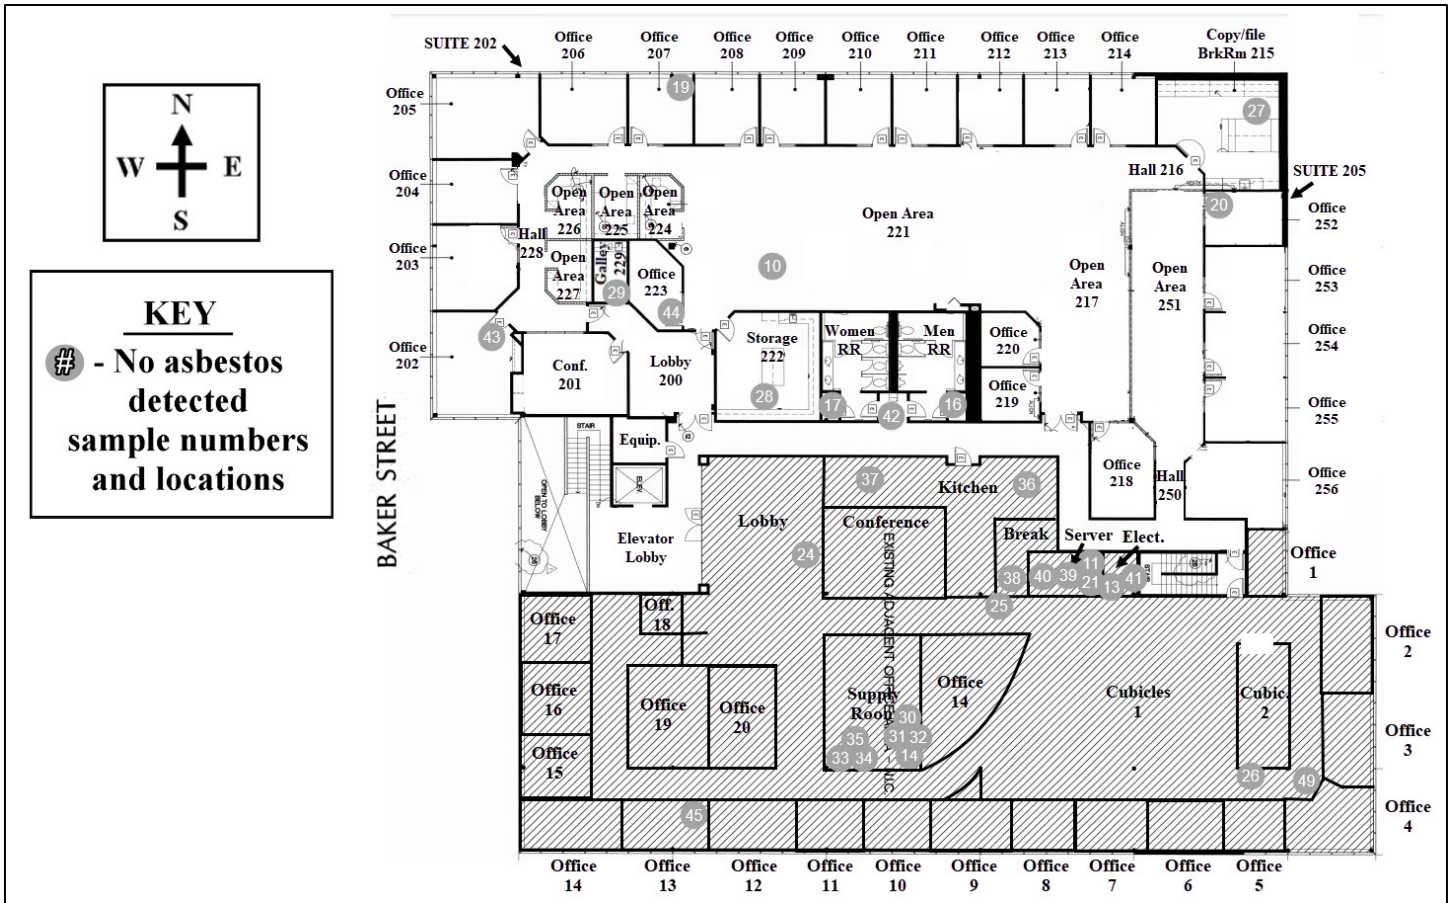 N
W
E
S
KEY
# - No asbestos
detected
sample numbers
and locations
BAKER STREET
SUITE 202
Office
206
Office
207
Office
208
Office
209
Office
210
Office
211
Office
212
Office
213
Office
214
Copy/file
BrkRm 215
Office
205
19
27
Office
204
Hall 216
SUITE 205
Open
Area
226
Open
Area
225
Open
Area
224
Open Area
221
20
Office
252
Hall
228
Office
203
Open
Area
227
Galley
229
Office
223
10
Open
Area
217
Open
Area
251
Office
253
29
44
43
Office
202
Conf.
201
Lobby
200
Storage
222
28
Women
RR
Men
RR
17
42
16
Office
220
Office
219
Office
254
Office
255
STAIR
Equip.
ELEV.
OPEN TO LOBBY
BELOW
Elevator
Lobby
Office
218
Hall
250
Office
256
37
Kitchen
36
Lobby
Conference
Break
Server
Elect.
24
38
40
39
11
21
13
41
STAIR
Office
1
25
EXISTING ADJACENT OFFICE AREA - N.I.C.
Office
17
Off.
18
Office
2
Office
16
Office
19
Office
20
Supply
Room
Office
14
Cubicles
1
Cubic.
2
30
31
32
35
33
34
14
Office
3
Office
15
26
49
45
Office
4
Office
14
Office
13
Office
12
Office
11
Office
10
Office
9
Office
8
Office
7
Office
6
Office
5